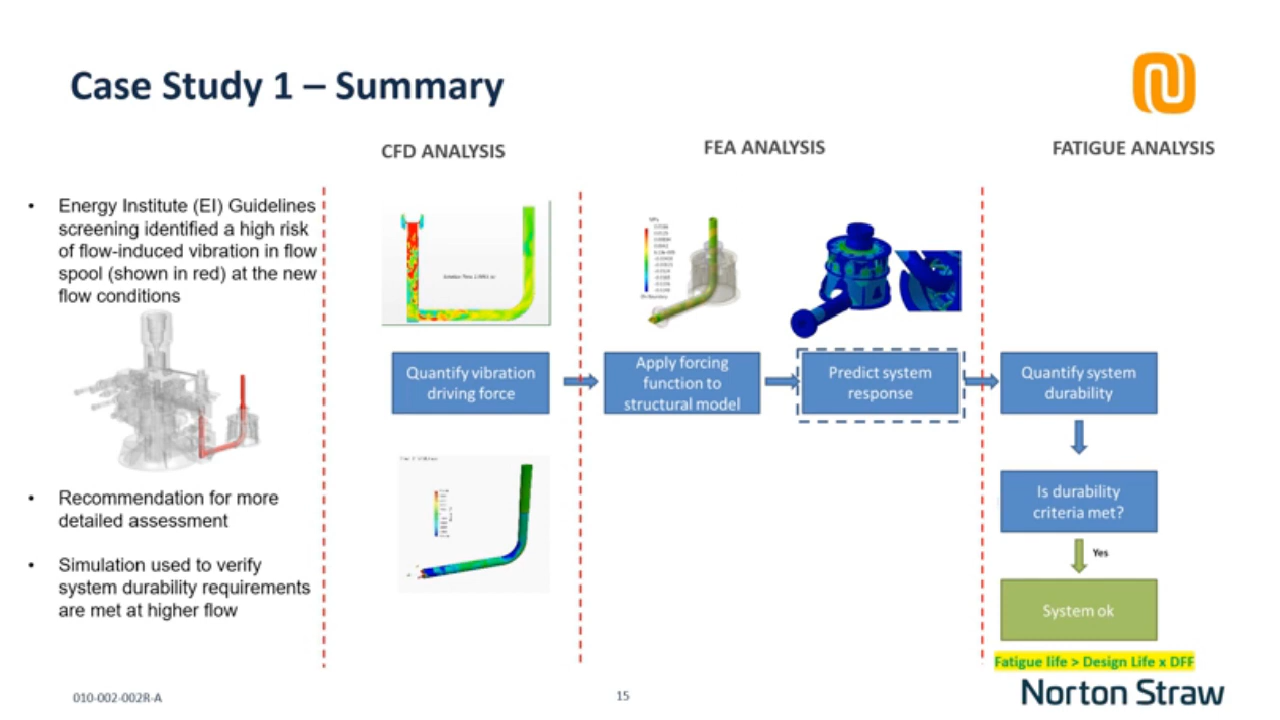 Case Study 1 – Summary
CFD ANALYSIS
FEA ANALYSIS
FATIGUE ANALYSIS
• Energy Institute (EI) Guidelines
screening identified a high risk
of flow-induced vibration in flow
spool (shown in red) at the new
flow conditions
• Recommendation for more
detailed assessment
• Simulation used to verify
system durability requirements
are met at higher flow
Quantify vibration
driving force
Apply forcing
function to
structural model
Predict system
response
Quantify system
durability
Is durability
criteria met?
Yes
System ok
Fatigue life > Design Life x DFF
010-002-002R-A
15
Norton Straw